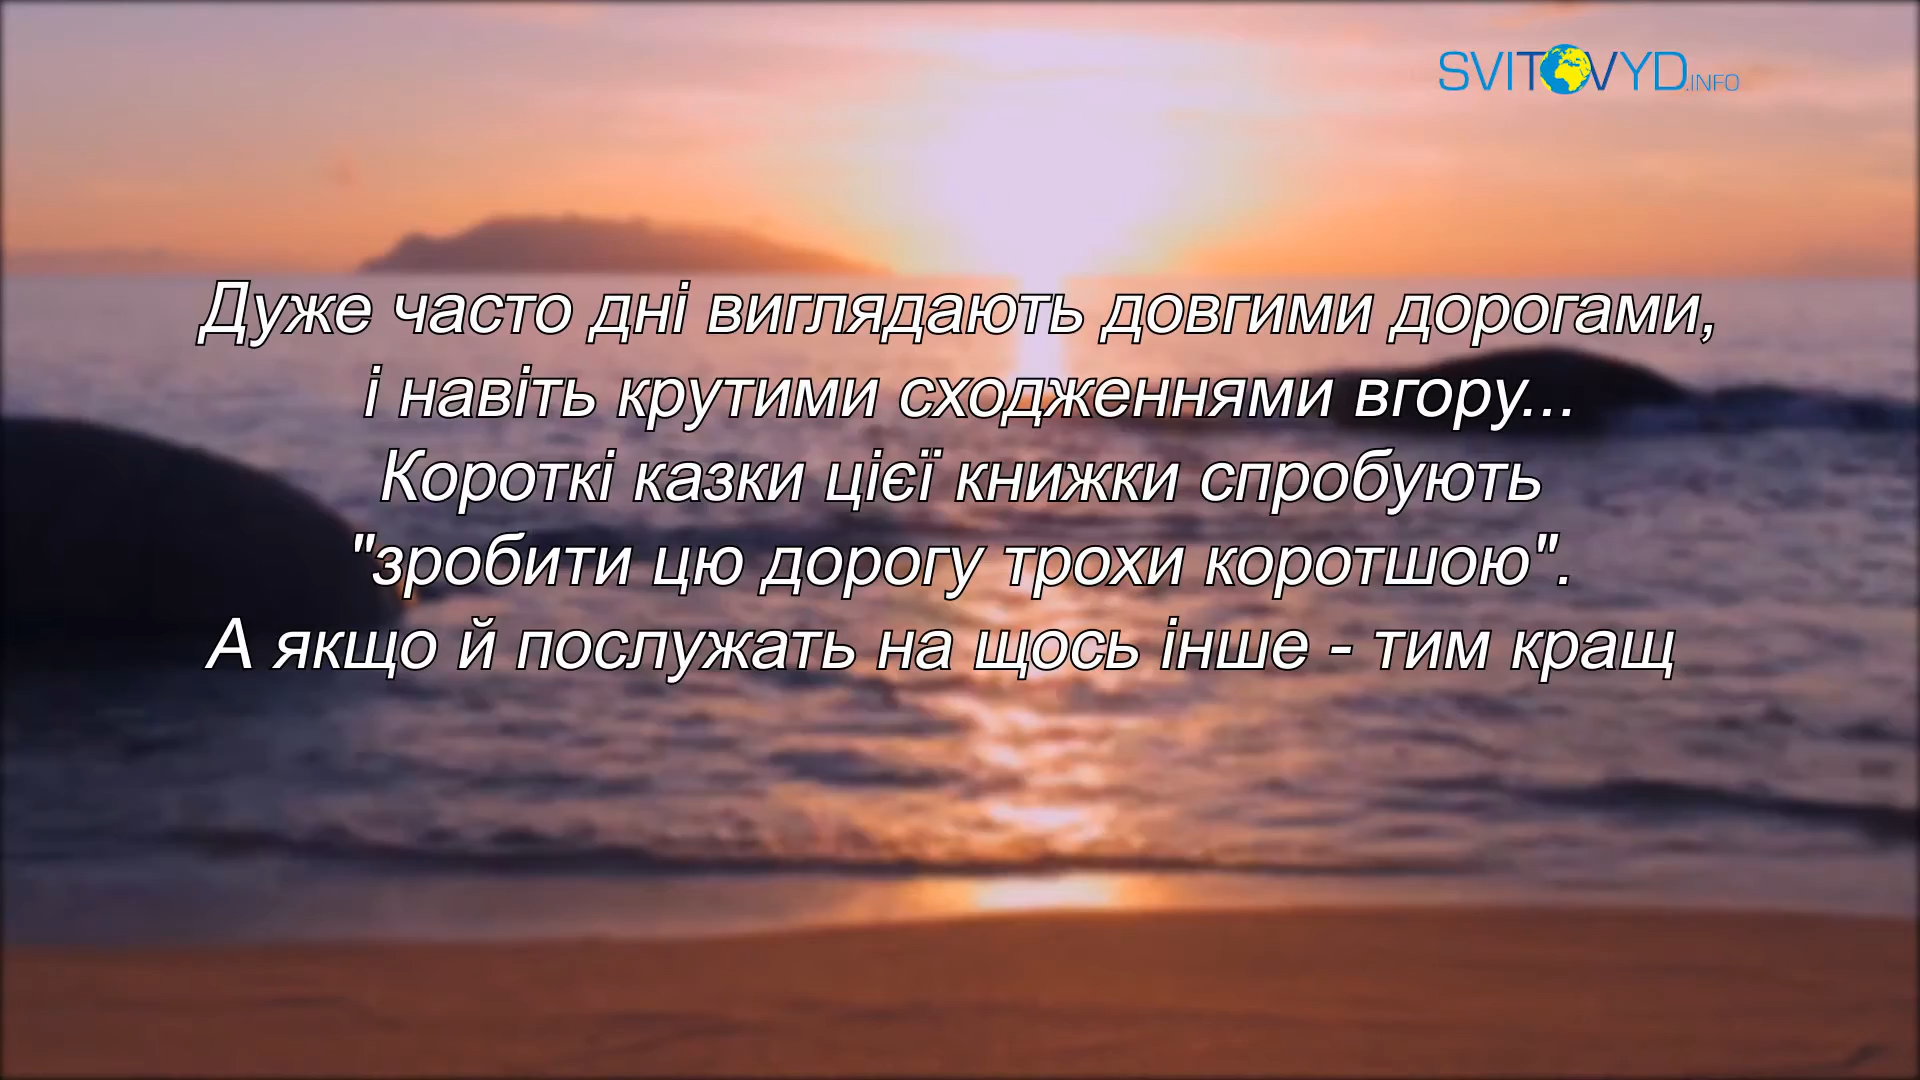 SVITOVYD.INFO
Дуже часто дні виглядають довгими дорогами,
і навіть крутими сходженнями вгору...
Короткі казки цієї книжки спробують
"зробити цю дорогу трохи коротшою".
А якщо й послужать на щось інше - тим кращ